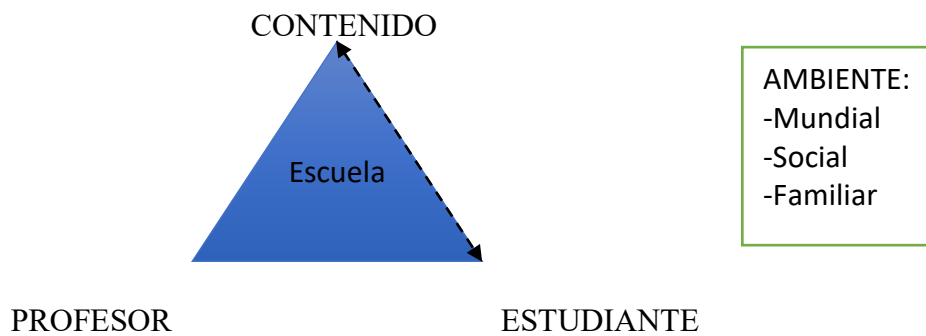 CONTENIDO
Escuela
AMBIENTE:
-Mundial
-Social
-Familiar
PROFESOR
ESTUDIANTE